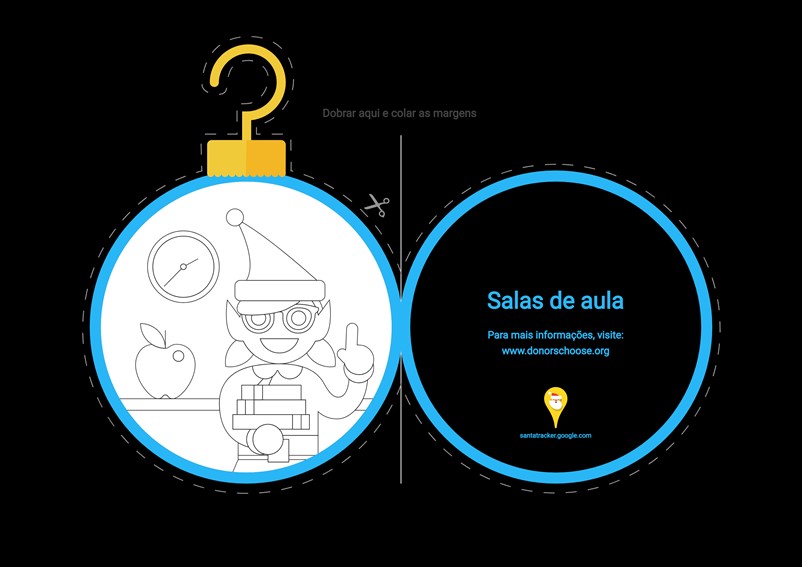 Dobrar aqui e colar as margens
Salas de aula
Para mais informações, visite:
www.donorschoose.org
santatracker.google.com